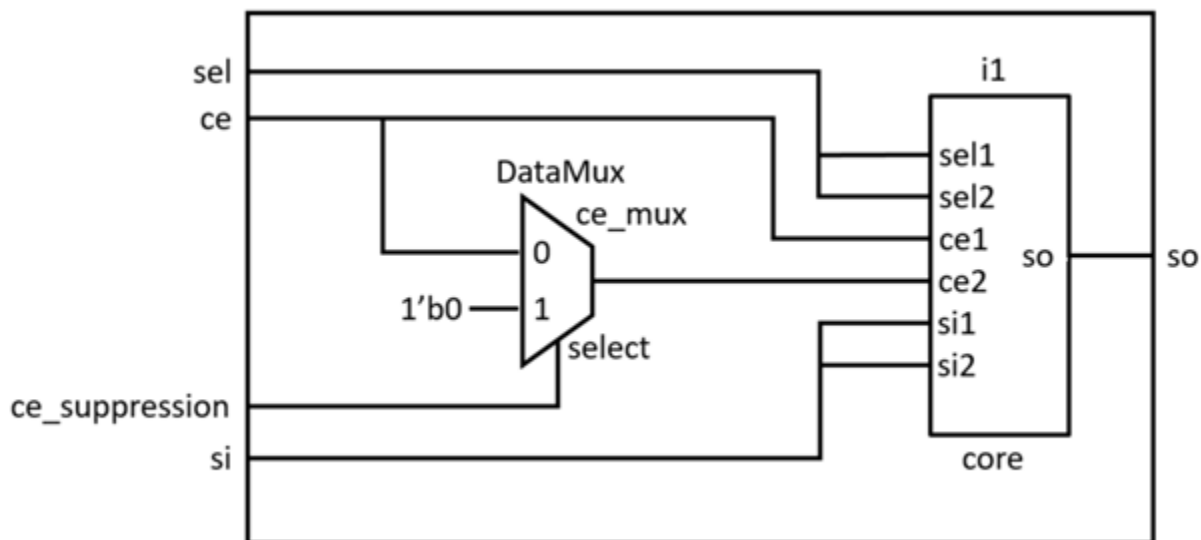 sel
ce
i1
DataMux
ce_mux
sel1
sel2
ce1
0
so
so
ce2
1'b0
1
si1
select
si2
ce_suppression
si
core